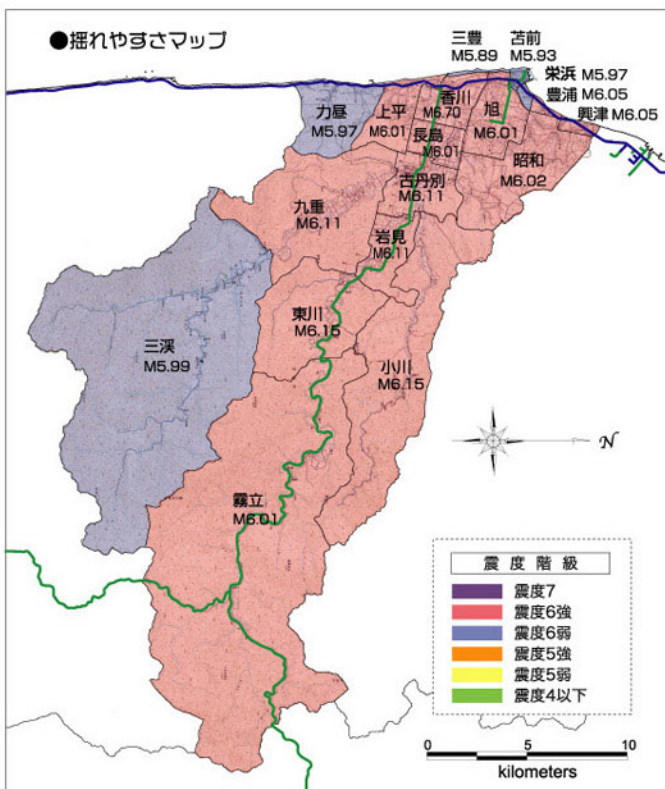 ●揺れやすさマップ
三豊
M5.89
苫前
M5.93
栄浜 M5.97
豊浦 M6.05
興津 M6.05
力昼
M5.97
上平
M6.01
香川
M6.70
旭
M6.01
長島
M6.01
昭和
M6.02
古丹別
M6.11
九重
M6.11
岩見
M6.11
東川
M6.15
三渓
M5.99
小川
M6.15
霧立
M6.01
N
震度階級
震度7
震度6強
震度6弱
震度5強
震度5弱
震度4以下
0 5 10
kilometers